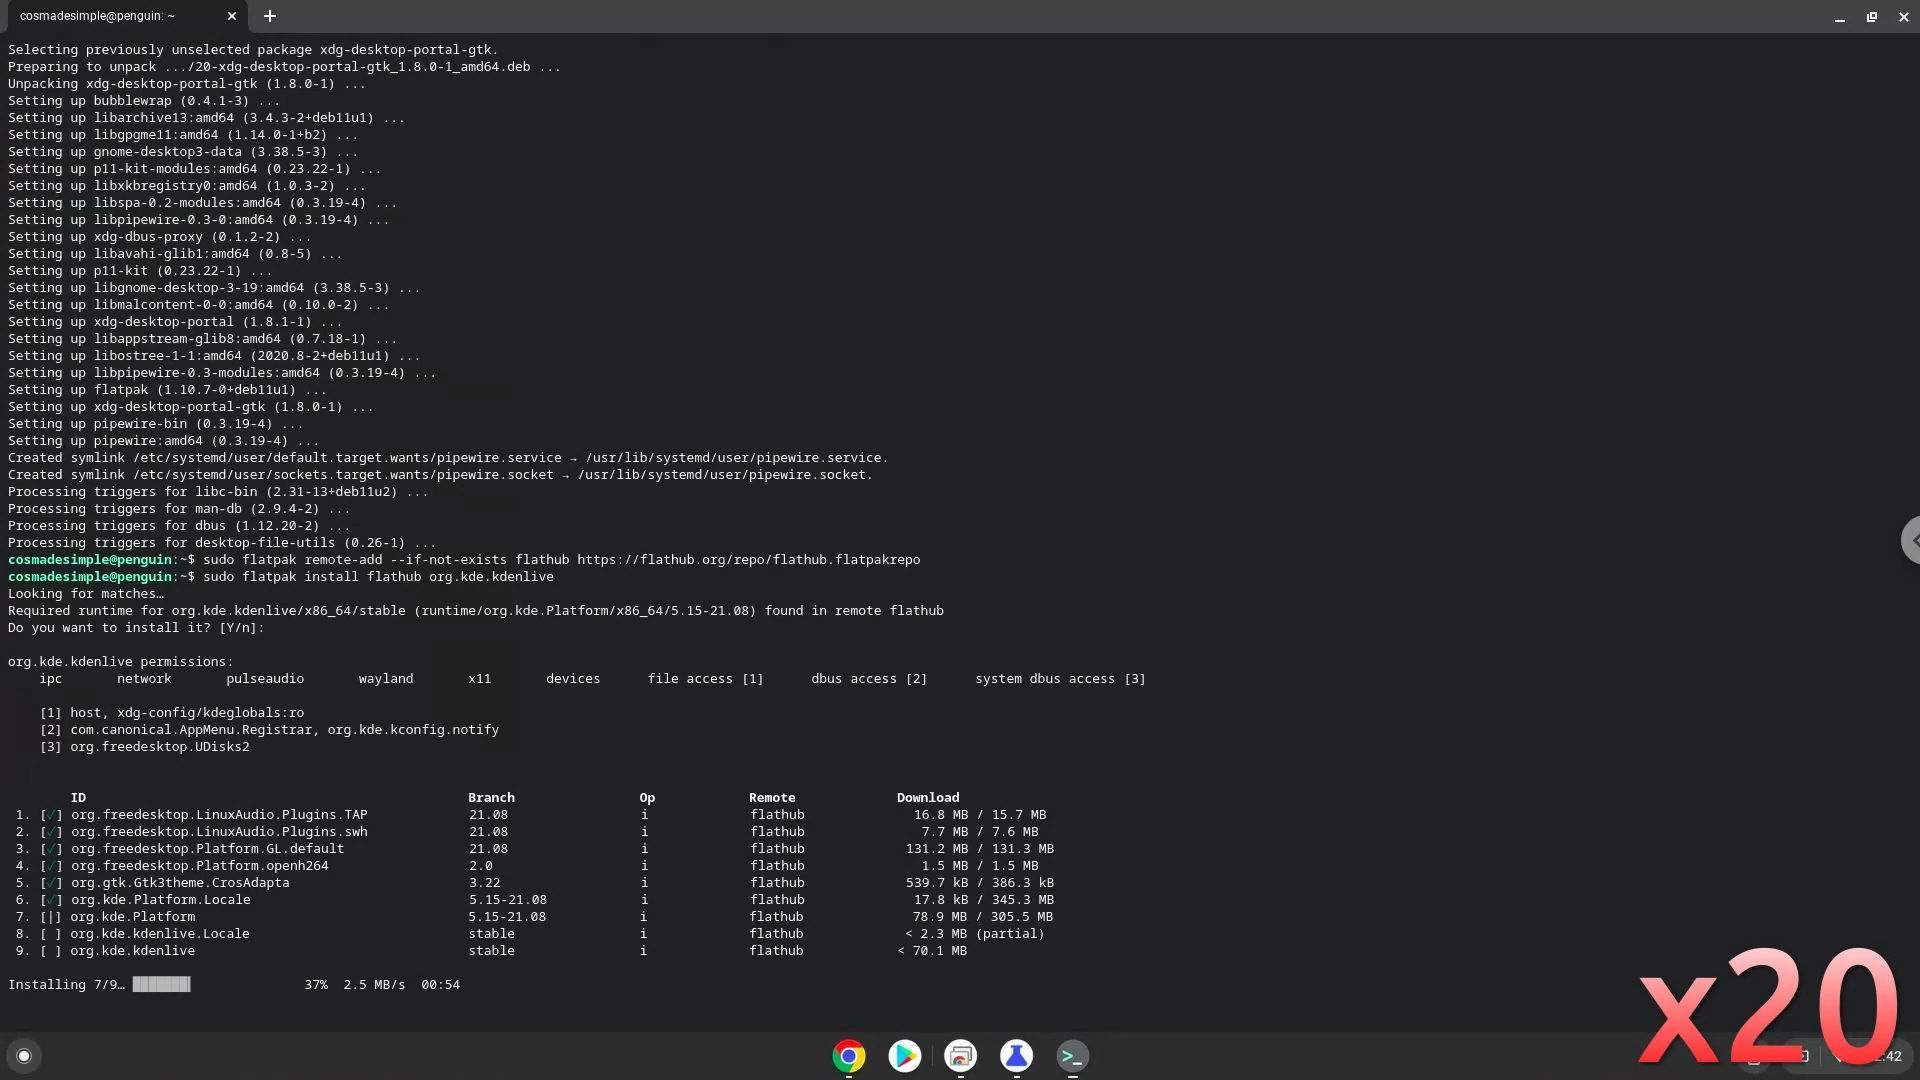 cosmadesimple@penguin: ~
Selecting previously unselected package xdg-desktop-portal-gtk.
Preparing to unpack .../20-xdg-desktop-portal-gtk_1.8.0-1_amd64.deb ...
Unpacking xdg-desktop-portal-gtk (1.8.0-1) ...
Setting up bubblewrap (0.4.1-3) ...
Setting up libarchive13:amd64 (3.4.3-2+deb11u1) ...
Setting up libgpgme11:amd64 (1.14.0-1+b2) ...
Setting up gnome-desktop3-data (3.38.5-3) ...
Setting up p11-kit-modules:amd64 (0.23.22-1) ...
Setting up libxkbregistry0:amd64 (1.0.3-2) ...
Setting up libspa-0.2-modules:amd64 (0.3.19-4) ...
Setting up libpipewire-0.3-0:amd64 (0.3.19-4) ...
Setting up xdg-dbus-proxy (0.1.2-2) ...
Setting up libavahi-glib1:amd64 (0.8-5) ...
Setting up p11-kit (0.23.22-1) ...
Setting up libgnome-desktop-3-19:amd64 (3.38.5-3) ...
Setting up libmalcontent-0-0:amd64 (0.10.0-2) ...
Setting up xdg-desktop-portal (1.8.1-1) ...
Setting up libappstream-glib8:amd64 (0.7.18-1) ...
Setting up libostree-1-1:amd64 (2020.8-2+deb11u1) ...
Setting up libpipewire-0.3-modules:amd64 (0.3.19-4) ...
Setting up flatpak (1.10.7-0+deb11u1) ...
Setting up xdg-desktop-portal-gtk (1.8.0-1) ...
Setting up pipewire-bin (0.3.19-4) ...
Setting up pipewire:amd64 (0.3.19-4) ...
Created symlink /etc/systemd/user/default.target.wants/pipewire.service → /usr/lib/systemd/user/pipewire.service.
Created symlink /etc/systemd/user/sockets.target.wants/pipewire.socket → /usr/lib/systemd/user/pipewire.socket.
Processing triggers for libc-bin (2.31-13+deb11u2) ...
Processing triggers for man-db (2.9.4-2) ...
Processing triggers for dbus (1.12.20-2) ...
Processing triggers for desktop-file-utils (0.26-1) ...
cosmadesimple@penguin:~$ sudo flatpak remote-add --if-not-exists flathub https://flathub.org/repo/flathub.flatpakrepo
cosmadesimple@penguin:~$ sudo flatpak install flathub org.kde.kdenlive
Looking for matches…
Required runtime for org.kde.kdenlive/x86_64/stable (runtime/org.kde.Platform/x86_64/5.15-21.08) found in remote flathub
Do you want to install it? [Y/n]:
org.kde.kdenlive permissions:
ipc network pulseaudio wayland x11 devices file access [1] dbus access [2] system dbus access [3]
[1] host, xdg-config/kdeglobals:ro
[2] com.canonical.AppMenu.Registrar, org.kde.kconfig.notify
[3] org.freedesktop.UDisks2
ID Branch Op Remote Download
1. [✓] org.freedesktop.LinuxAudio.Plugins.TAP 21.08 i flathub 16.8 MB / 15.7 MB
2. [✓] org.freedesktop.LinuxAudio.Plugins.swh 21.08 i flathub 7.7 MB / 7.6 MB
3. [✓] org.freedesktop.Platform.GL.default 21.08 i flathub 131.2 MB / 131.3 MB
4. [✓] org.freedesktop.Platform.openh264 2.0 i flathub 1.5 MB / 1.5 MB
5. [✓] org.gtk.Gtk3theme.CrosAdapta 3.22 i flathub 539.7 kB / 386.3 kB
6. [✓] org.kde.Platform.Locale 5.15-21.08 i flathub 17.8 kB / 345.3 MB
7. [|] org.kde.Platform 5.15-21.08 i flathub 78.9 MB / 305.5 MB
8. [ ] org.kde.kdenlive.Locale stable i flathub < 2.3 MB (partial)
9. [ ] org.kde.kdenlive stable i flathub < 70.1 MB
Installing 7/9… 37% 2.5 MB/s 00:54
x20
:42